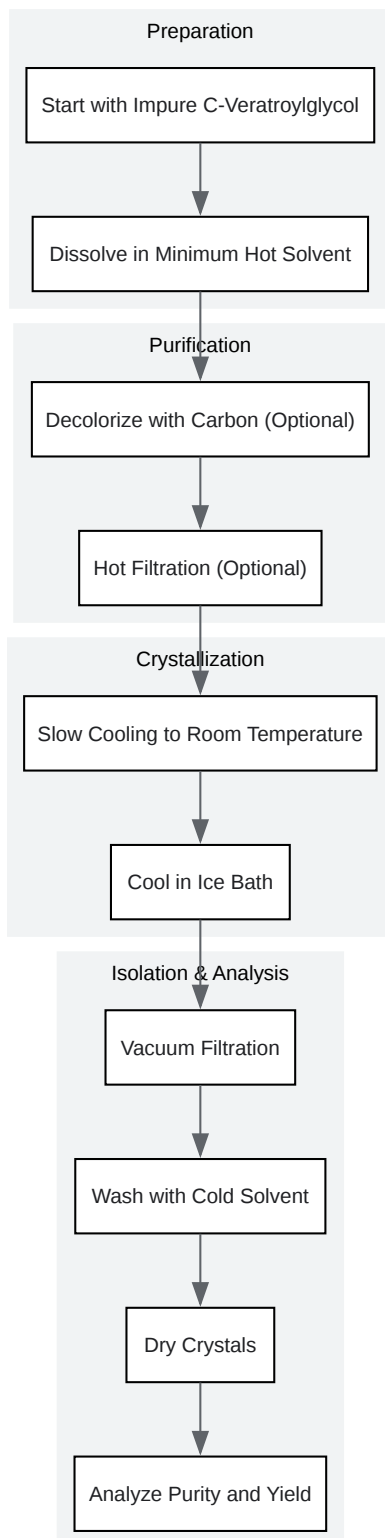 Preparation
Start with Impure C-Veratroylglycol
Dissolve in Minimum Hot Solvent
Purification
Decolorize with Carbon (Optional)
Hot Filtration (Optional)
Crystallization
Slow Cooling to Room Temperature
Cool in Ice Bath
Isolation & Analysis
Vacuum Filtration
Wash with Cold Solvent
Dry Crystals
Analyze Purity and Yield